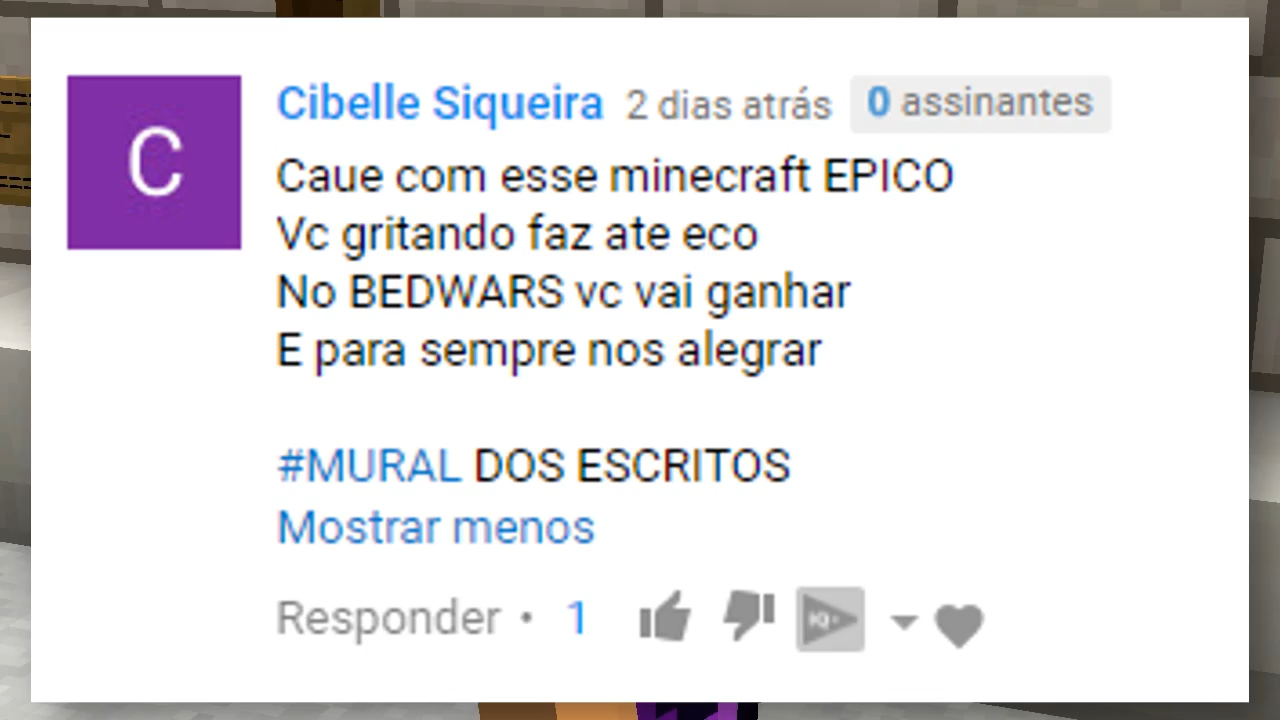 C
Cibelle Siqueira 2 dias atrás 0 assinantes
Caue com esse minecraft EPICO
Vc gritando faz ate eco
No BEDWARS vc vai ganhar
E para sempre nos alegrar
#MURAL DOS ESCRITOS
Mostrar menos
Responder • 1